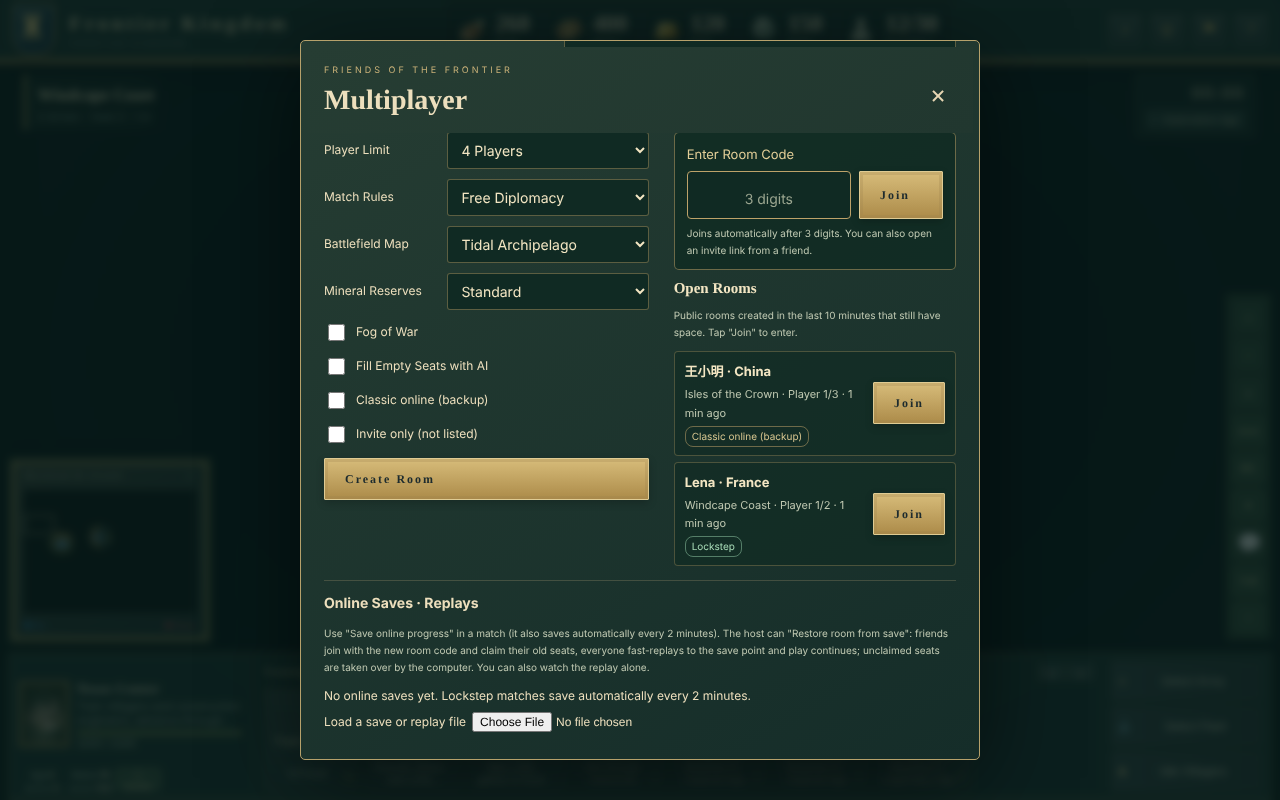 Frontier Kingdom
FRIENDS OF THE FRONTIER
Multiplayer
✕
Player Limit
4 Players
Match Rules
Free Diplomacy
Battlefield Map
Tidal Archipelago
Mineral Reserves
Standard
Fog of War
Fill Empty Seats with AI
Classic online (backup)
Invite only (not listed)
Create Room
Enter Room Code
3 digits
Join
Joins automatically after 3 digits. You can also open
an invite link from a friend.
Open Rooms
Public rooms created in the last 10 minutes that still have
space. Tap "Join" to enter.
王小明 · China
Isles of the Crown · Player 1/3 · 1
min ago
Classic online (backup)
Join
Lena · France
Windcape Coast · Player 1/2 · 1
min ago
Lockstep
Join
Online Saves · Replays
Use "Save online progress" in a match (it also saves automatically every 2 minutes). The host can "Restore room from save": friends
join with the new room code and claim their old seats, everyone fast-replays to the save point and play continues; unclaimed seats
are taken over by the computer. You can also watch the replay alone.
No online saves yet. Lockstep matches save automatically every 2 minutes.
Load a save or replay file Choose File No file chosen